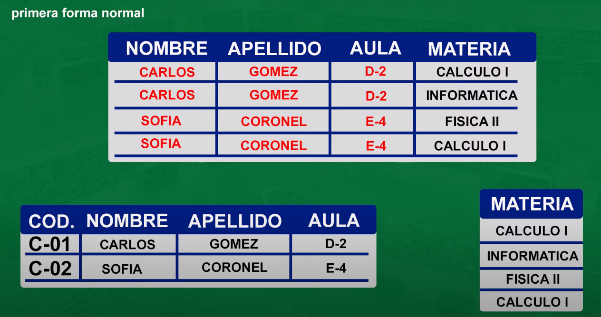 primera forma normal
NOMBRE APELLIDO AULA MATERIA
CARLOS GOMEZ D-2 CALCULO I
CARLOS GOMEZ D-2 INFORMATICA
SOFIA CORONEL E-4 FISICA II
SOFIA CORONEL E-4 CALCULO I
COD. NOMBRE APELLIDO AULA
C-01 CARLOS GOMEZ D-2
C-02 SOFIA CORONEL E-4
MATERIA
CALCULO I
INFORMATICA
FISICA II
CALCULO I